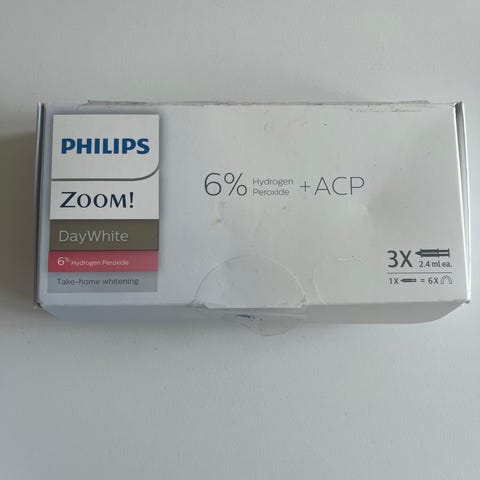 PHILIPS
ZOOM!
DayWhite
6% Hydrogen Peroxide
Take-home whitening
6% Hydrogen Peroxide + ACP
3X 2.4 ml ea.
1X = 6X